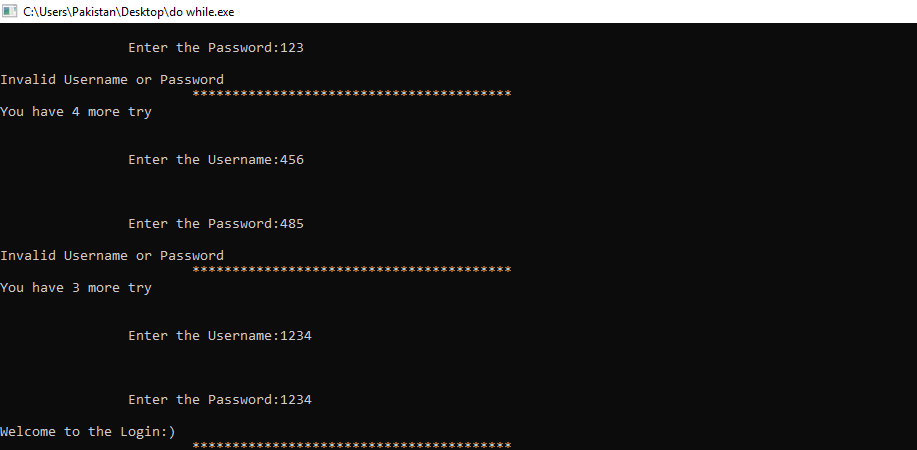 C:\Users\Pakistan\Desktop\do while.exe
Enter the Password:123
Invalid Username or Password
****************************************
You have 4 more try
Enter the Username:456
Enter the Password:485
Invalid Username or Password
****************************************
You have 3 more try
Enter the Username:1234
Enter the Password:1234
Welcome to the Login:)
****************************************